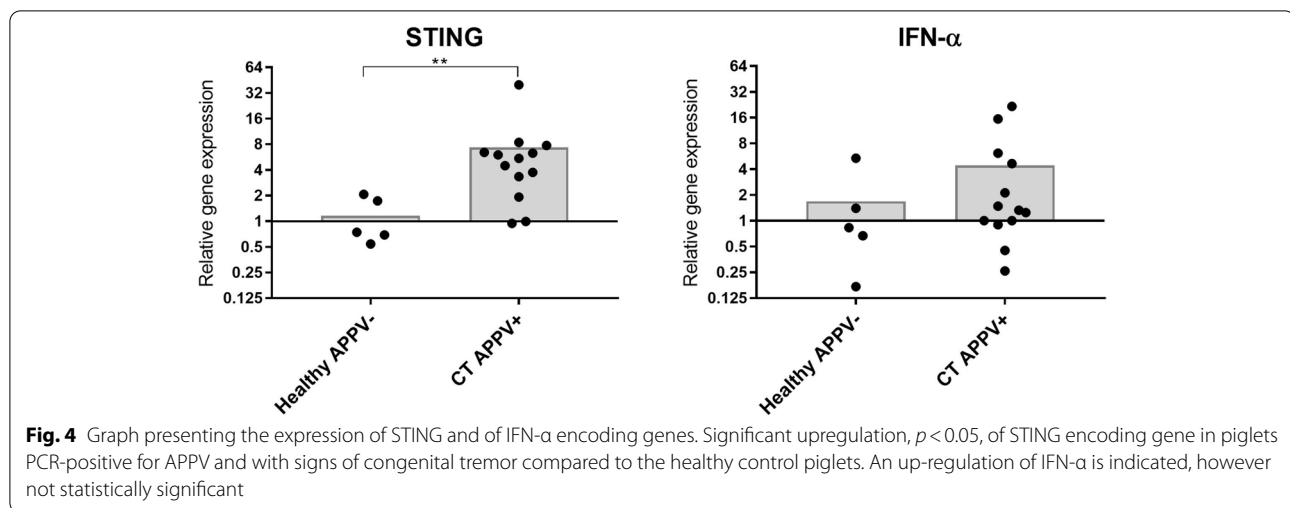 STING
**
Relative gene expression
64
32
16
8
4
2
1
0.5
0.25
0.125
Healthy APPV-
CT APPV+
IFN-α
Relative gene expression
64
32
16
8
4
2
1
0.5
0.25
0.125
Healthy APPV-
CT APPV+
Fig. 4 Graph presenting the expression of STING and of IFN-α encoding genes. Significant upregulation, p < 0.05, of STING encoding gene in piglets
PCR-positive for APPV and with signs of congenital tremor compared to the healthy control piglets. An up-regulation of IFN-α is indicated, however
not statistically significant